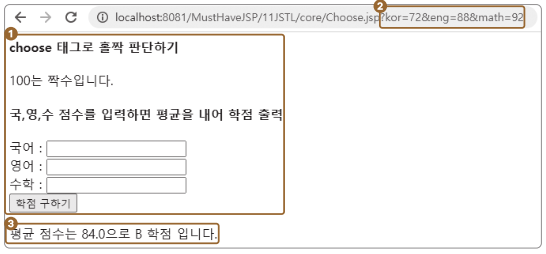 localhost:8081/MustHaveJSP/11JSTL/core/Choose.jsp?kor=72&eng=88&math=92
2
1
choose 태그로 홀짝 판단하기
100는 짝수입니다.
국,영,수 점수를 입력하면 평균을 내어 학점 출력
국어 :
영어 :
수학 :
학점 구하기
3
평균 점수는 84.0으로 B 학점 입니다.